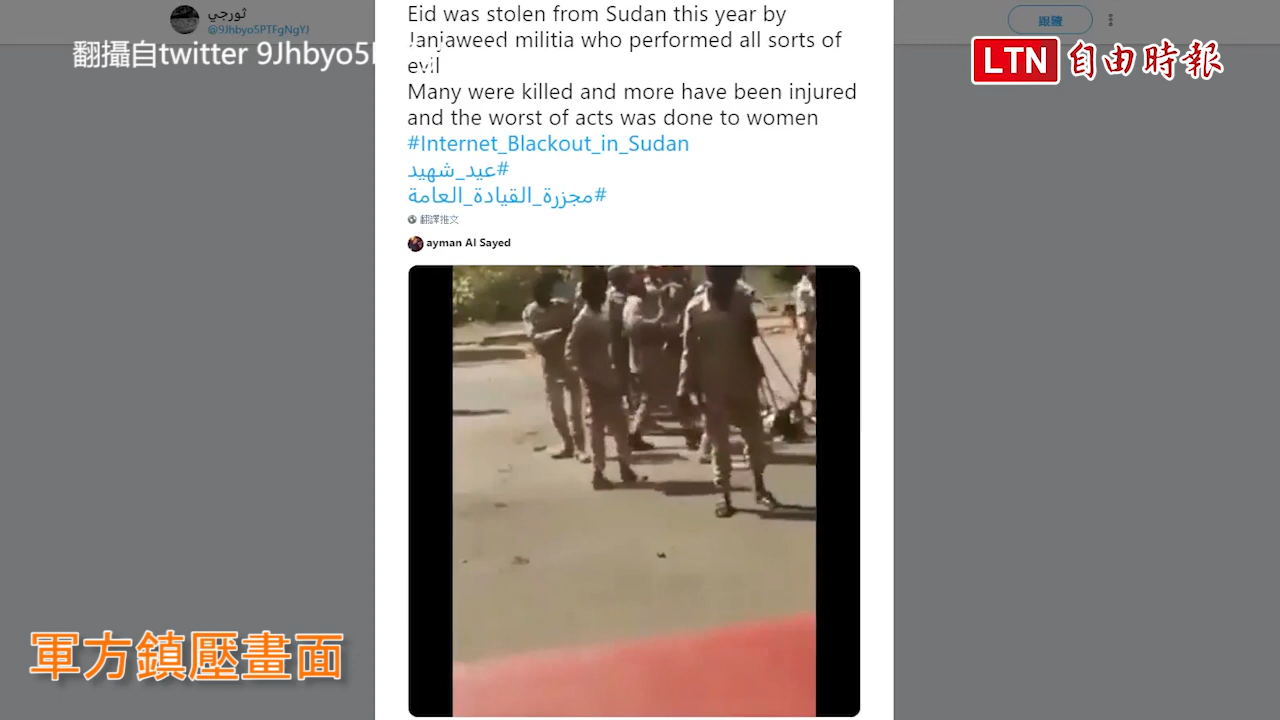 ثورجي
@9Jhbyo5PTFgNgYJ
跟隨
翻攝自twitter 9Jhbyo5
LTN 自由時報
Eid was stolen from Sudan this year by
Janjaweed militia who performed all sorts of
evil
Many were killed and more have been injured
and the worst of acts was done to women
#Internet_Blackout_in_Sudan
#عيد_شهيد
#مجزرة_القيادة_العامة
翻譯推文
ayman Al Sayed
軍方鎮壓畫面